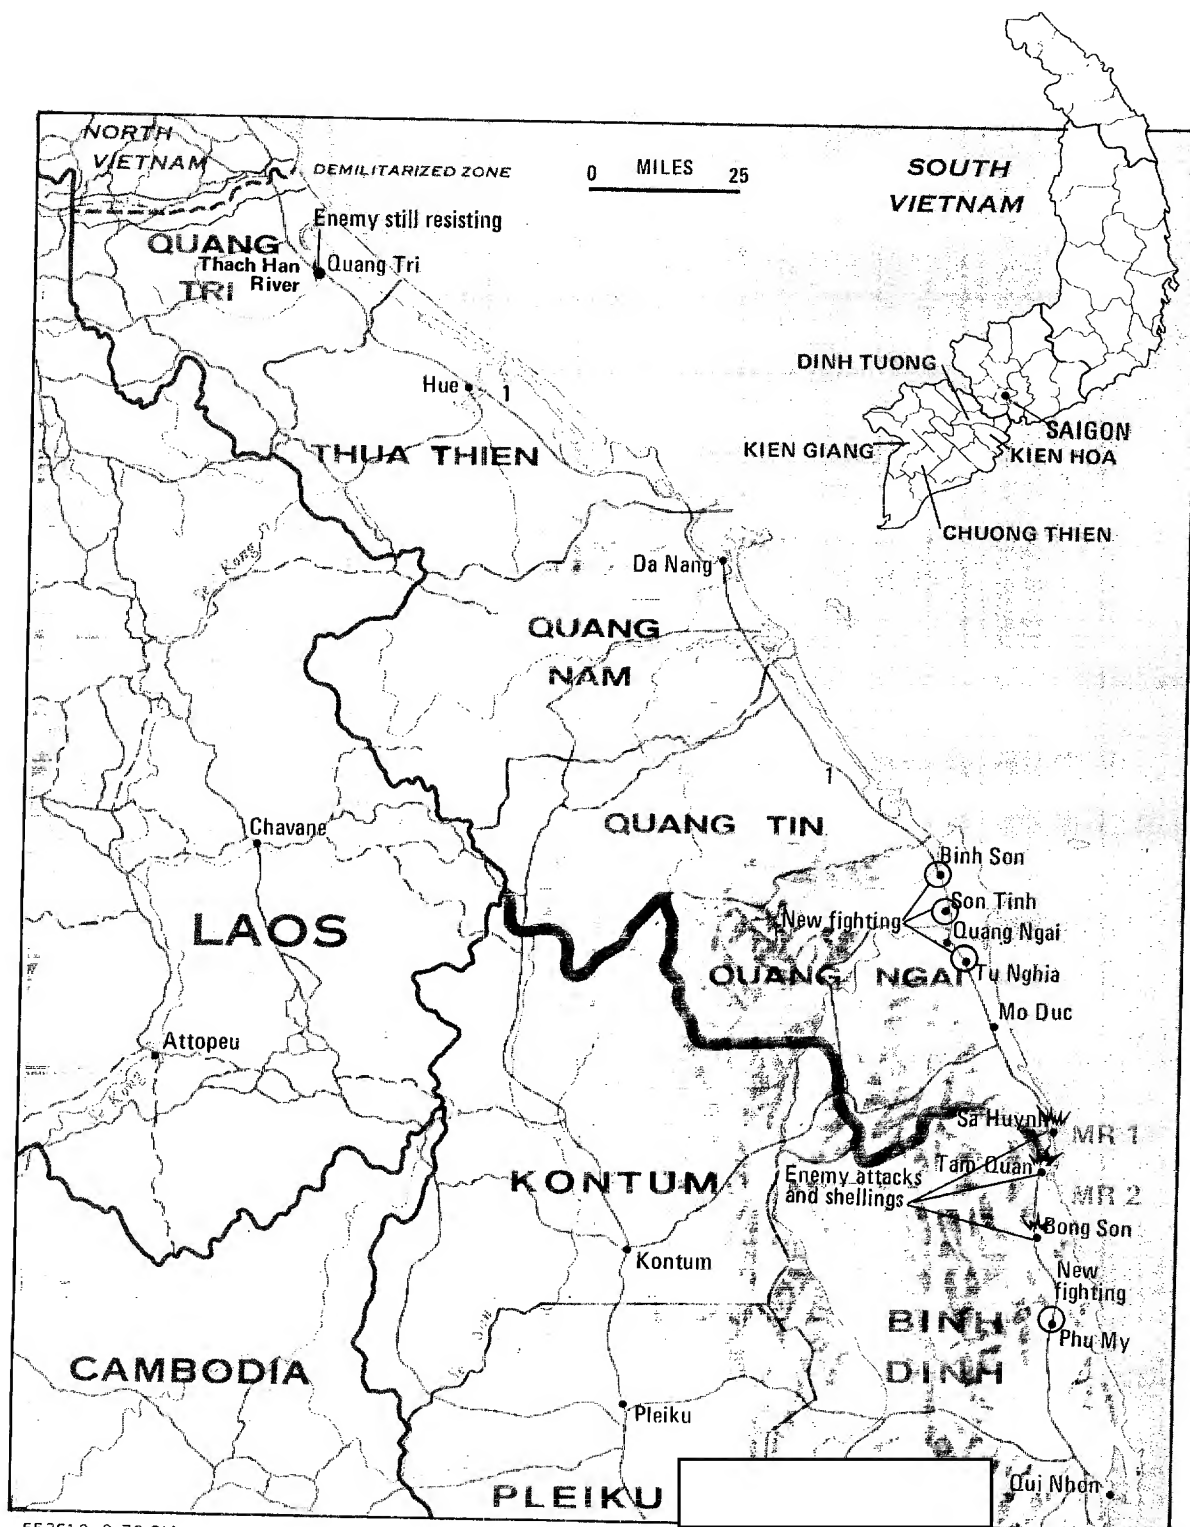 NORTH
VIETNAM
DEMILITARIZED ZONE
0 MILES 25
SOUTH
VIETNAM
Enemy still resisting
QUANG
TRI
Thach Han
River
Quang Tri
Hue
1
THUA THIEN
DINH TUONG
SAIGON
KIEN GIANG
KIEN HOA
CHUONG THIEN
Kong
Da Nang
QUANG
NAM
1
QUANG TIN
Chavane
LAOS
Binh Son
Son Tinh
New fighting
Quang Ngai
QUANG NGAI
Tu Nghia
Mo Duc
Attopeu
Sa Huynh
MR 1
Tam Quan
Enemy attacks
and shellings
MR 2
KONTUM
Bong Son
Kontum
New
fighting
BINH
DINH
Phu My
CAMBODIA
Pleiku
PLEIKU
Qui Nhon